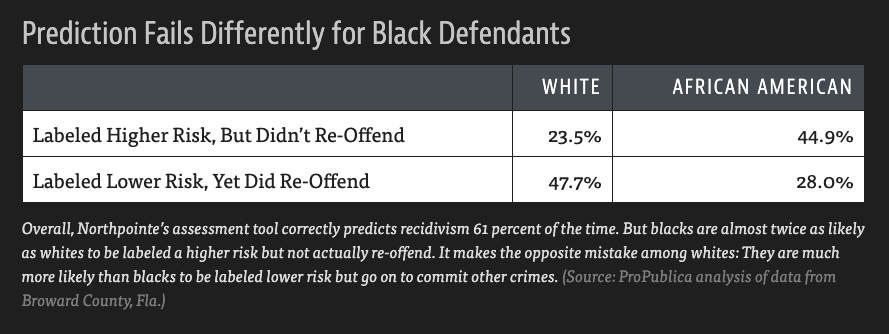 Prediction Fails Differently for Black Defendants
WHITE AFRICAN AMERICAN
Labeled Higher Risk, But Didn’t Re-Offend 23.5% 44.9%
Labeled Lower Risk, Yet Did Re-Offend 47.7% 28.0%
Overall, Northpointe’s assessment tool correctly predicts recidivism 61 percent of the time. But blacks are almost twice as likely
as whites to be labeled a higher risk but not actually re-offend. It makes the opposite mistake among whites: They are much
more likely than blacks to be labeled lower risk but go on to commit other crimes. (Source: ProPublica analysis of data from
Broward County, Fla.)